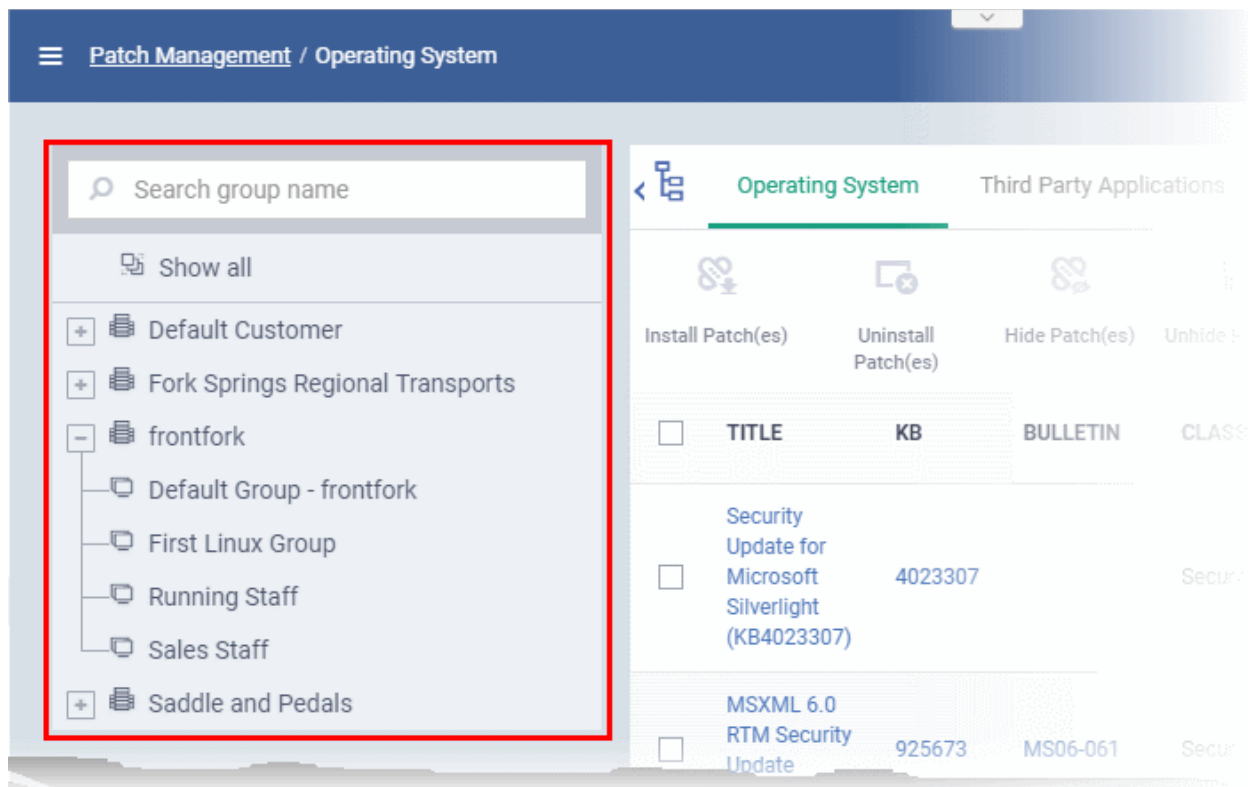 Patch Management / Operating System
Search group name
Show all
Default Customer
Fork Springs Regional Transports
frontfork
Default Group - frontfork
First Linux Group
Running Staff
Sales Staff
Saddle and Pedals
Operating System
Third Party Applications
Install Patch(es)
Uninstall
Patch(es)
Hide Patch(es)
Unhide
TITLE
KB
BULLETIN
Security
Update for
Microsoft
Silverlight
(KB4023307)
4023307
MSXML 6.0
RTM Security
Update
925673
MS06-061